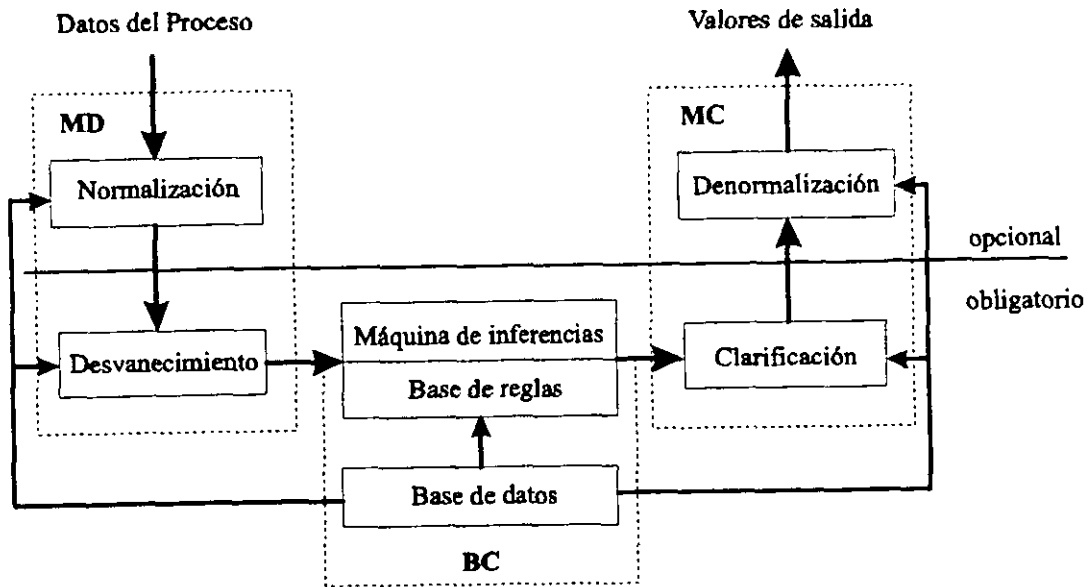 Datos del Proceso
Valores de salida
MD
MC
Normalización
Denormalización
opcional
obligatorio
Máquina de inferencias
Desvanecimiento
Clarificación
Base de reglas
Base de datos
BC